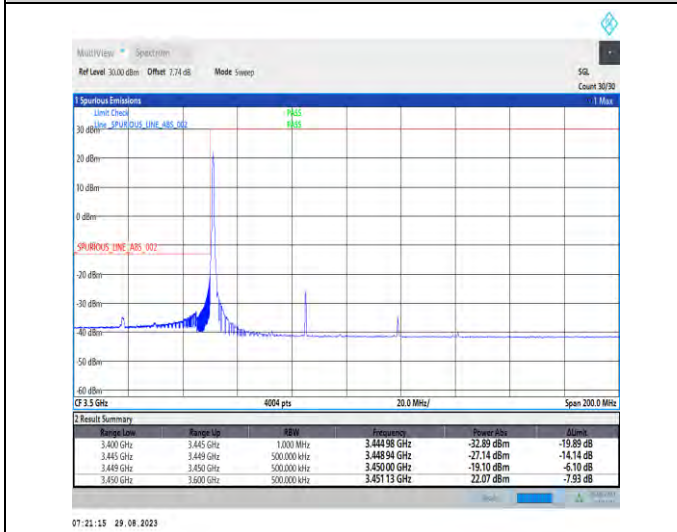 MultiView Spectrum
Ref Level 30.00 dBm Offset 7.74 dB Mode Sweep SGL
Count 30/30
1 Spurious Emissions 1 Max
Limit Check PASS
Line _SPURIOUS_LINE_ABS_002 PASS
30 dBm
20 dBm
10 dBm
0 dBm
_SPURIOUS_LINE_ABS_002
-20 dBm
-30 dBm
-40 dBm
-50 dBm
-60 dBm
CF 3.5 GHz 4004 pts 20.0 MHz/ Span 200.0 MHz
2 Result Summary
Range Low Range Up RBW Frequency Power Abs ΔLimit
3.400 GHz 3.445 GHz 1.000 MHz 3.444 98 GHz -32.89 dBm -19.89 dB
3.445 GHz 3.449 GHz 500.000 kHz 3.448 94 GHz -27.14 dBm -14.14 dB
3.449 GHz 3.450 GHz 500.000 kHz 3.450 00 GHz -19.10 dBm -6.10 dB
3.450 GHz 3.600 GHz 500.000 kHz 3.451 13 GHz 22.07 dBm -7.93 dB
07:21:15 29.08.2023